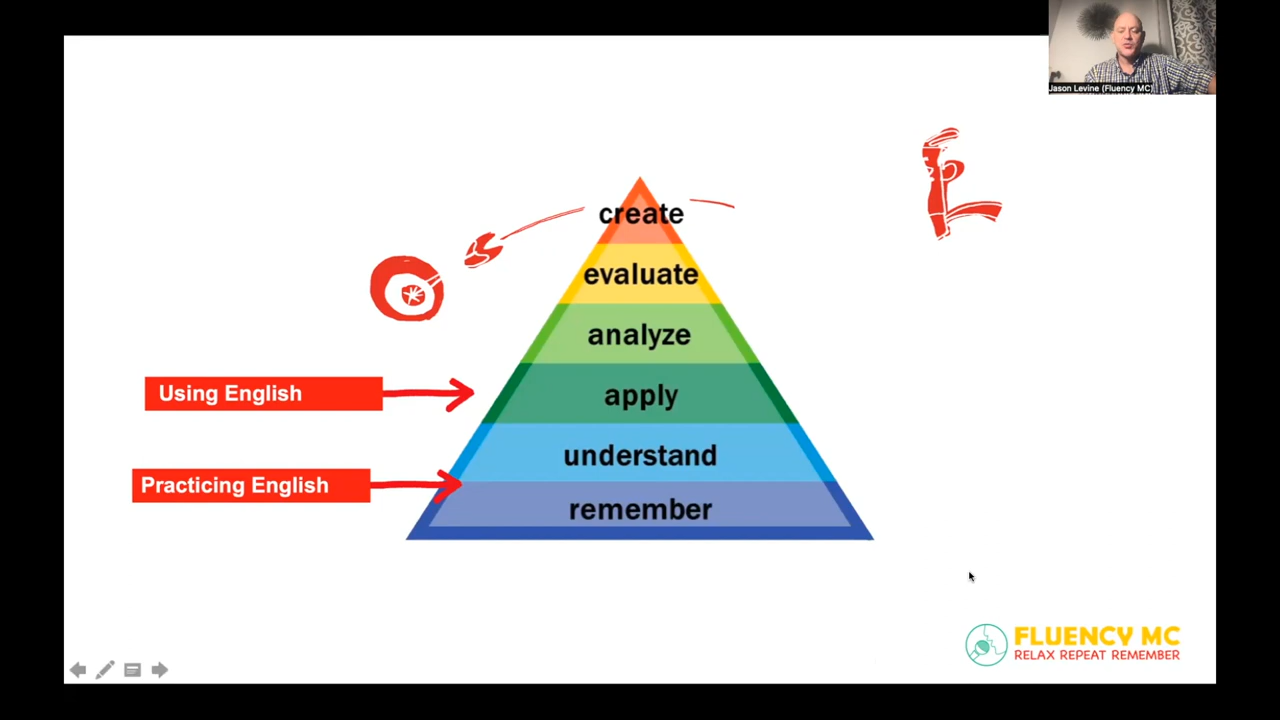 Jason Levine (Fluency MC)
create
evaluate
analyze
Using English
apply
understand
Practicing English
remember
FLUENCY MC
RELAX REPEAT REMEMBER